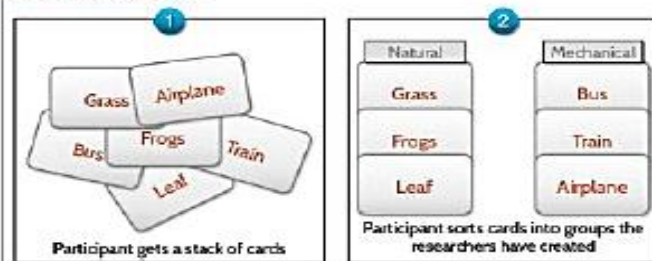 1
Grass
Airplane
Bus
Frogs
Train
Leaf
Participant gets a stack of cards
2
Natural
Mechanical
Grass
Bus
Frogs
Train
Leaf
Airplane
Participant sorts cards into groups the
researchers have created